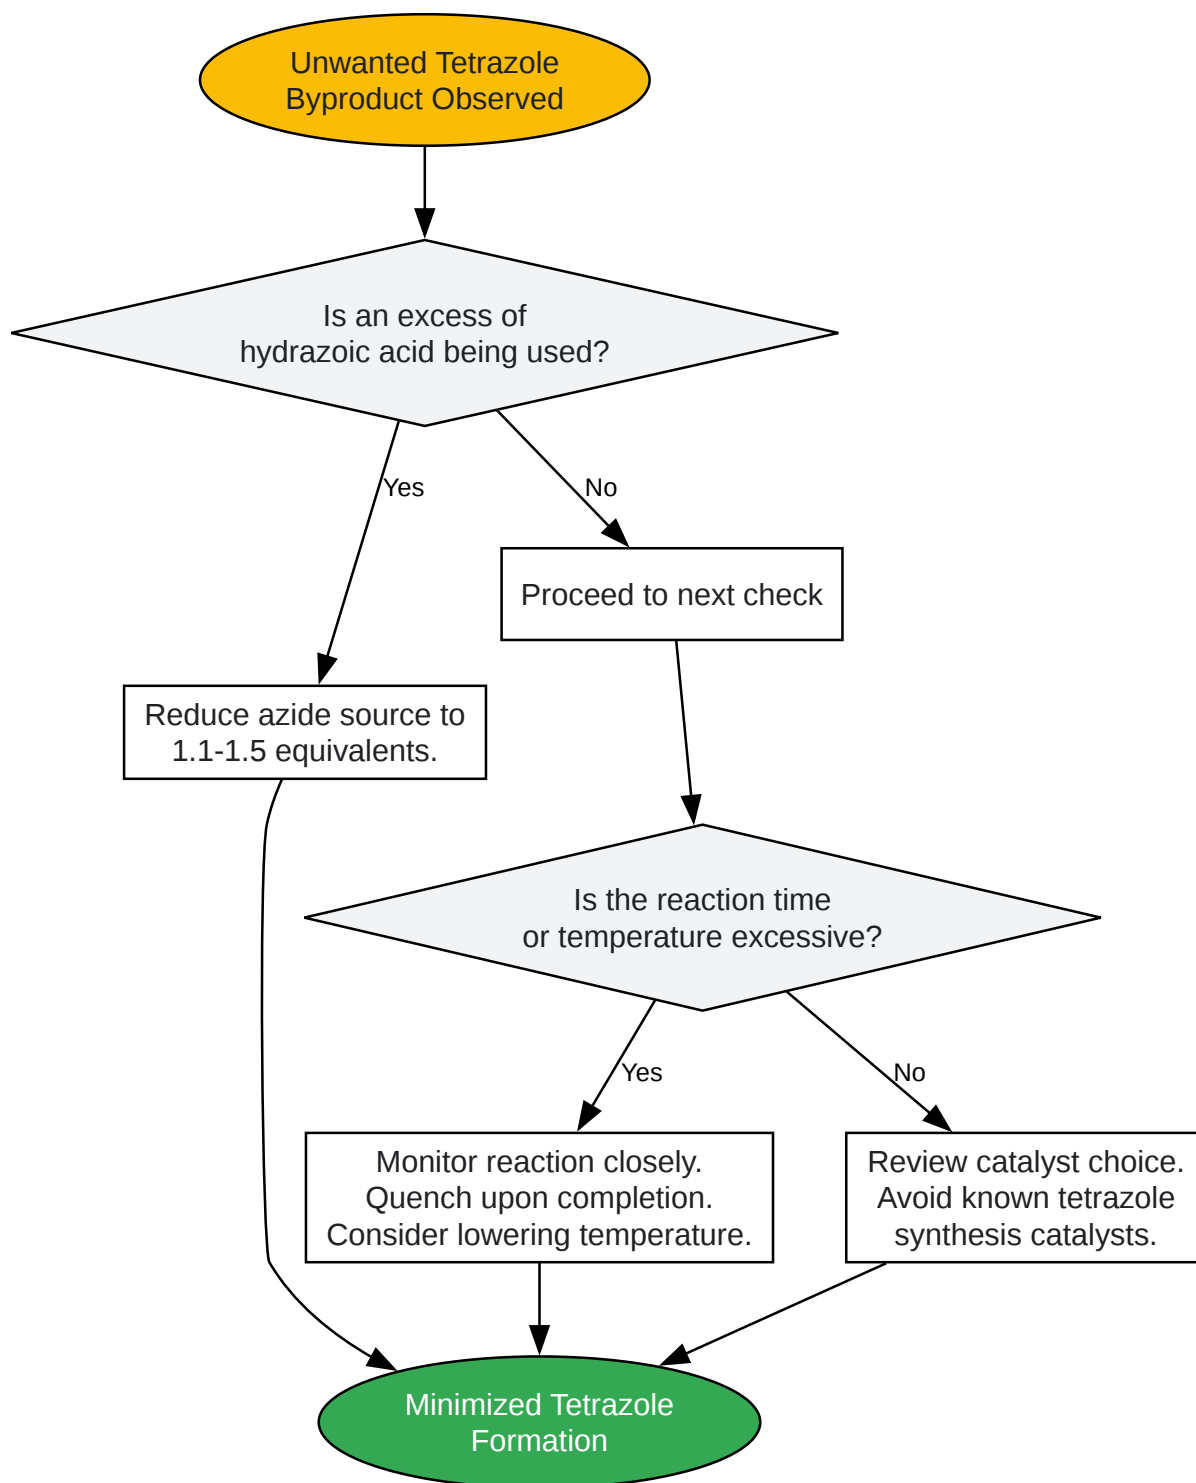 Unwanted Tetrazole
Byproduct Observed
Is an excess of
hydrazoic acid being used?
Yes
No
Proceed to next check
Reduce azide source to
1.1-1.5 equivalents.
Is the reaction time
or temperature excessive?
Yes
No
Monitor reaction closely.
Quench upon completion.
Consider lowering temperature.
Review catalyst choice.
Avoid known tetrazole
synthesis catalysts.
Minimized Tetrazole
Formation